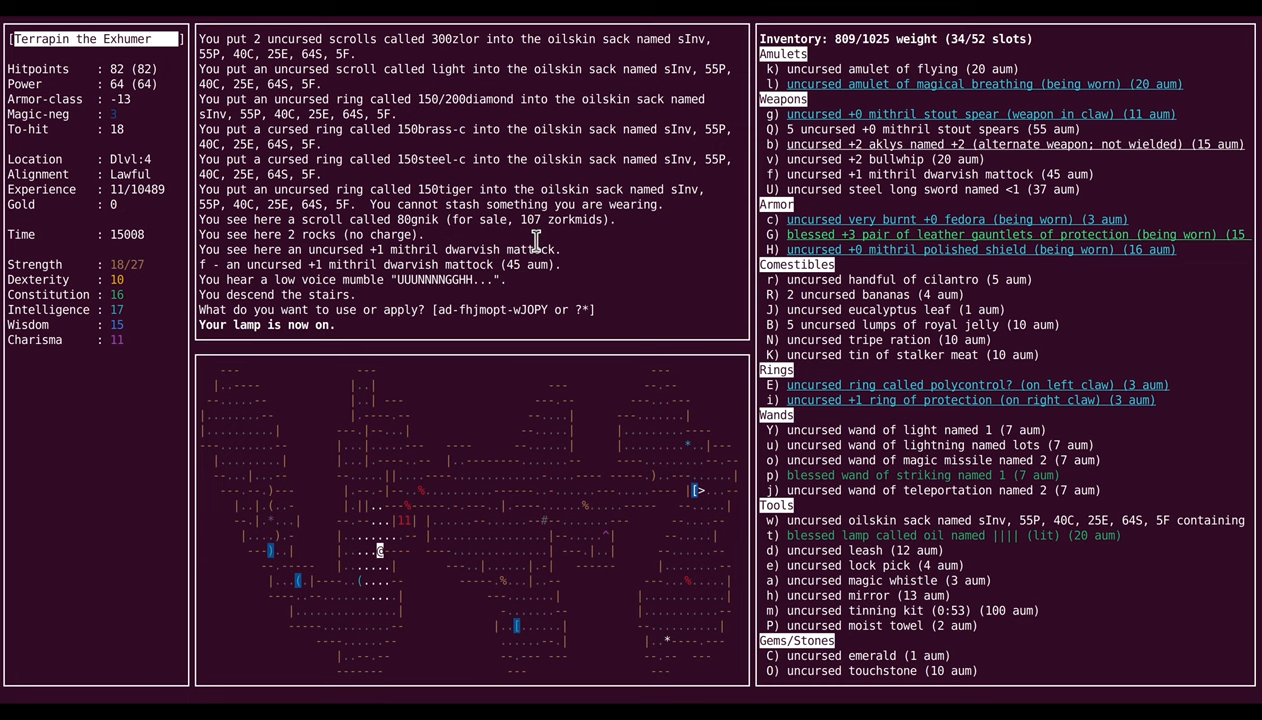 [Terrapin the Exhumer ]
Hitpoints : 82 (82)
Power : 64 (64)
Armor-class : -13
Magic-neg : 3
To-hit : 18
Location : Dlvl:4
Alignment : Lawful
Experience : 11/10489
Gold : 0
Time : 15008
Strength : 18/27
Dexterity : 10
Constitution : 16
Intelligence : 17
Wisdom : 15
Charisma : 11
You put 2 uncursed scrolls called 300zlor into the oilskin sack named sInv,
55P, 40C, 25E, 64S, 5F.
You put an uncursed scroll called light into the oilskin sack named sInv, 55P,
40C, 25E, 64S, 5F.
You put an uncursed ring called 150/200diamond into the oilskin sack named
sInv, 55P, 40C, 25E, 64S, 5F.
You put a cursed ring called 150brass-c into the oilskin sack named sInv, 55P,
40C, 25E, 64S, 5F.
You put a cursed ring called 150steel-c into the oilskin sack named sInv, 55P,
40C, 25E, 64S, 5F.
You put an uncursed ring called 150tiger into the oilskin sack named sInv,
55P, 40C, 25E, 64S, 5F. You cannot stash something you are wearing.
You see here a scroll called 80gnik (for sale, 107 zorkmids).
You see here 2 rocks (no charge).
You see here an uncursed +1 mithril dwarvish mattock.
f - an uncursed +1 mithril dwarvish mattock (45 aum).
You hear a low voice mumble "UUUNNNNGGHH...".
You descend the stairs.
What do you want to use or apply? [ad-fhjmopt-wJOPY or ?*]
Your lamp is now on.
Inventory: 809/1025 weight (34/52 slots)
Amulets
k) uncursed amulet of flying (20 aum)
l) uncursed amulet of magical breathing (being worn) (20 aum)
Weapons
g) uncursed +0 mithril stout spear (weapon in claw) (11 aum)
Q) 5 uncursed +0 mithril stout spears (55 aum)
b) uncursed +2 aklys named +2 (alternate weapon; not wielded) (15 aum)
v) uncursed +2 bullwhip (20 aum)
f) uncursed +1 mithril dwarvish mattock (45 aum)
U) uncursed steel long sword named <1 (37 aum)
Armor
c) uncursed very burnt +0 fedora (being worn) (3 aum)
G) blessed +3 pair of leather gauntlets of protection (being worn) (15
H) uncursed +0 mithril polished shield (being worn) (16 aum)
Comestibles
r) uncursed handful of cilantro (5 aum)
R) 2 uncursed bananas (4 aum)
J) uncursed eucalyptus leaf (1 aum)
B) 5 uncursed lumps of royal jelly (10 aum)
N) uncursed tripe ration (10 aum)
K) uncursed tin of stalker meat (10 aum)
Rings
E) uncursed ring called polycontrol? (on left claw) (3 aum)
i) uncursed +1 ring of protection (on right claw) (3 aum)
Wands
Y) uncursed wand of light named 1 (7 aum)
u) uncursed wand of lightning named lots (7 aum)
o) uncursed wand of magic missile named 2 (7 aum)
p) blessed wand of striking named 1 (7 aum)
j) uncursed wand of teleportation named 2 (7 aum)
Tools
w) uncursed oilskin sack named sInv, 55P, 40C, 25E, 64S, 5F containing
t) blessed lamp called oil named |||| (lit) (20 aum)
d) uncursed leash (12 aum)
e) uncursed lock pick (4 aum)
a) uncursed magic whistle (3 aum)
h) uncursed mirror (13 aum)
m) uncursed tinning kit (0:53) (100 aum)
P) uncursed moist towel (2 aum)
Gems/Stones
C) uncursed emerald (1 aum)
O) uncursed touchstone (10 aum)